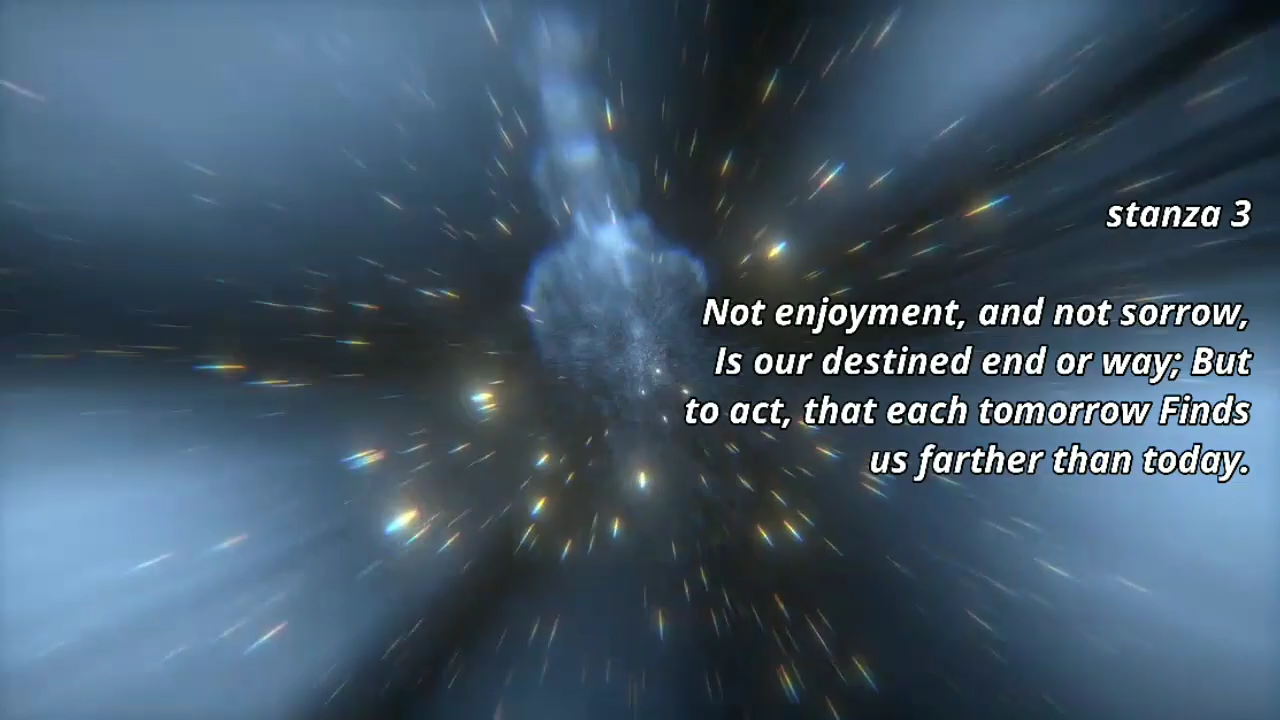 stanza 3
Not enjoyment, and not sorrow,
Is our destined end or way; But
to act, that each tomorrow Finds
us farther than today.